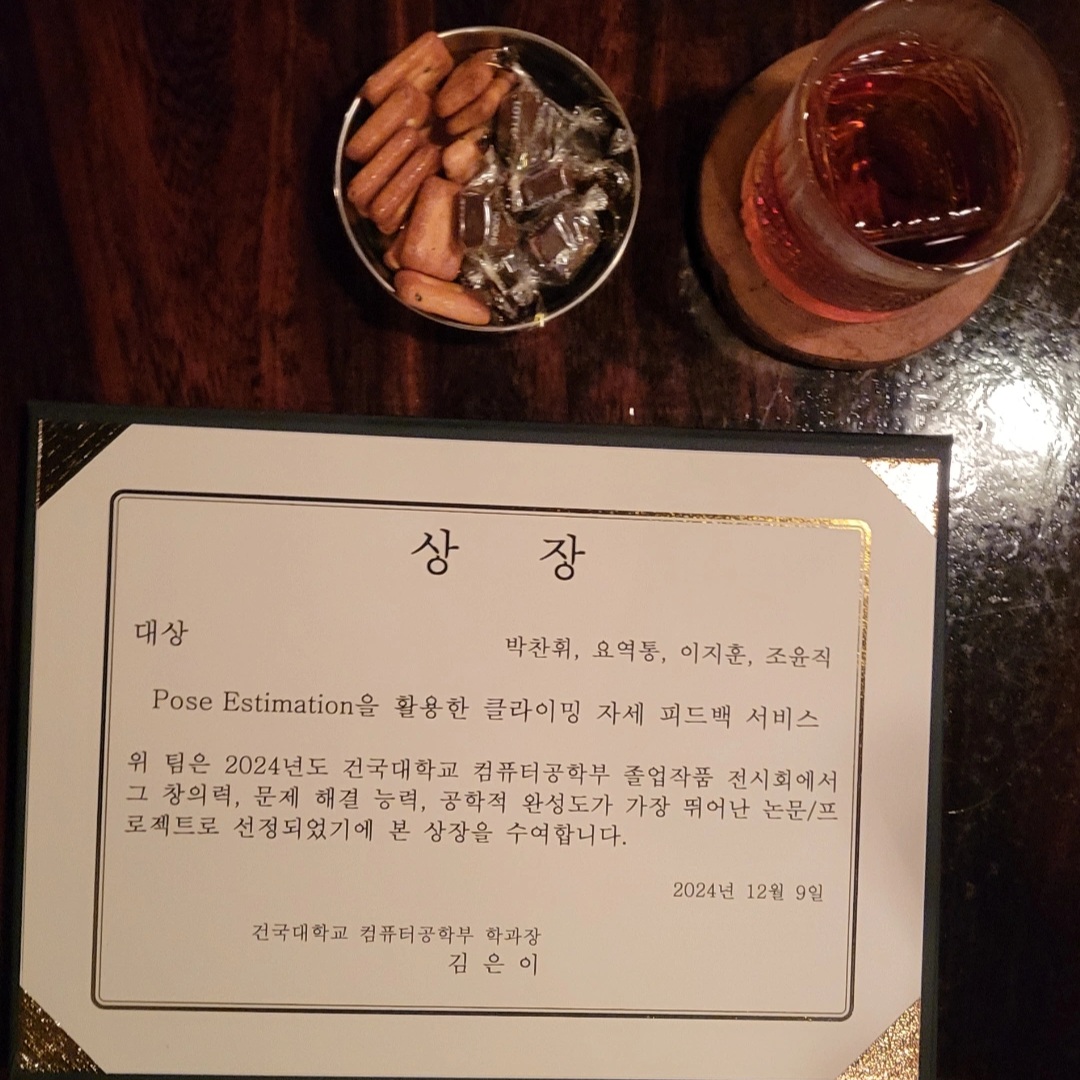 상 장
대상
박찬휘, 요역통, 이지훈, 조윤직
Pose Estimation을 활용한 클라이밍 자세 피드백 서비스
위 팀은 2024년도 건국대학교 컴퓨터공학부 졸업작품 전시회에서
그 창의력, 문제 해결 능력, 공학적 완성도가 가장 뛰어난 논문/프
로젝트로 선정되었기에 본 상장을 수여합니다.
2024년 12월 9일
건국대학교 컴퓨터공학부 학과장
김 은 이